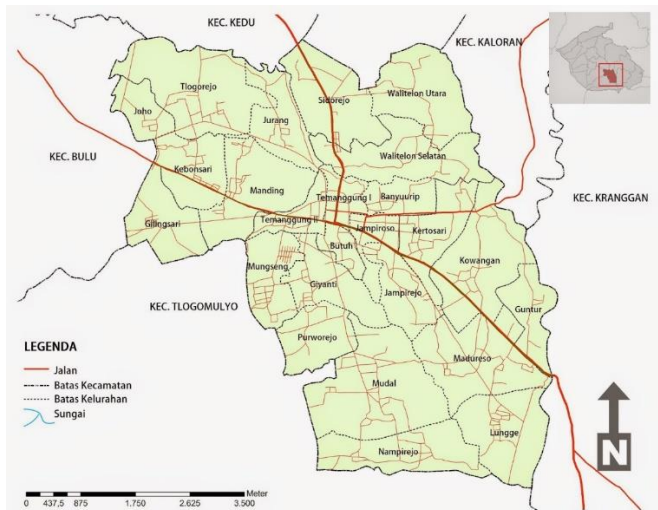 KEC. KEDU
KEC. KALORAN
Tlogorejo
Sidorejo
Walitelon Utara
Joho
Jurang
KEC. BULU
Walitelon Selatan
Kebonsari
Manding
Temanggung I
Banyuurip
KEC. KRANGGAN
Gilingsari
Temanggung II
Jampiroso
Kertosari
Butuh
Kowangan
Mungseng
Giyanti
Jampirejo
Guntur
KEC. TLOGOMULYO
Purworejo
Madureso
Mudal
Lungge
Nampirejo
LEGENDA
Jalan
Batas Kecamatan
Batas Kelurahan
Sungai
N
Meter
0 437,5 875 1.750 2.625 3.500